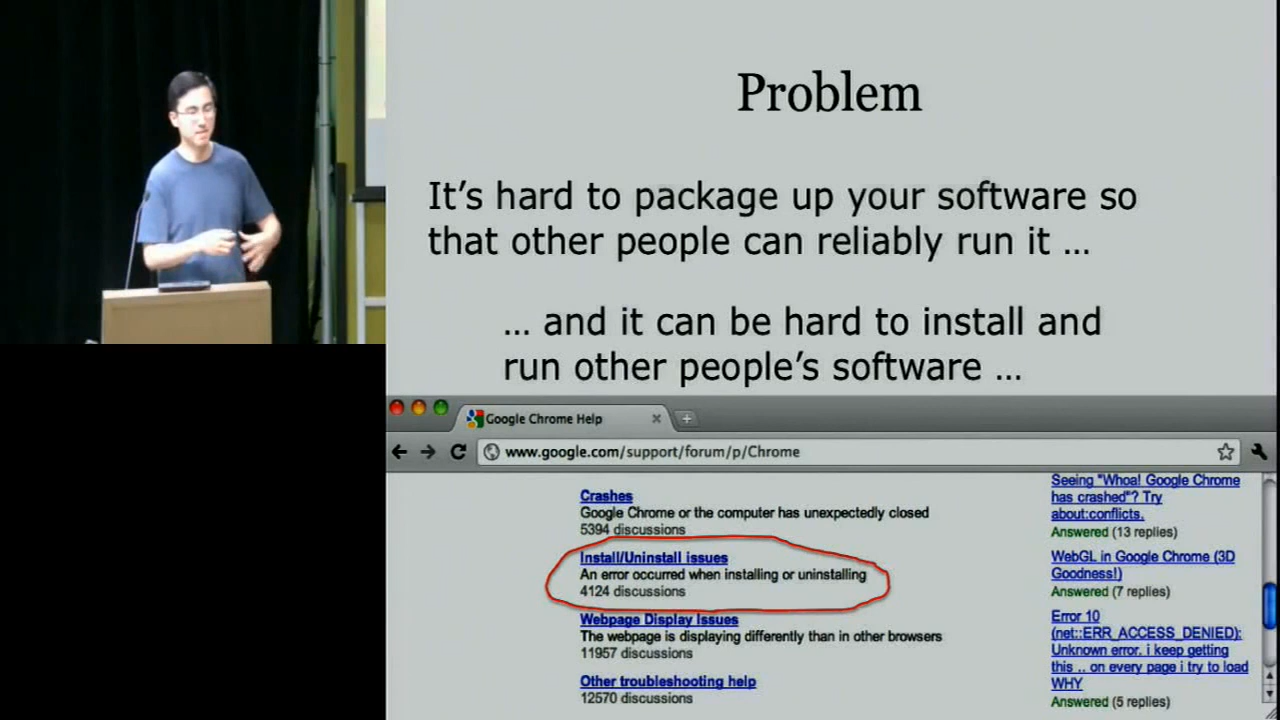 Problem
It's hard to package up your software so
that other people can reliably run it …
… and it can be hard to install and
run other people's software …
Google Chrome Help
www.google.com/support/forum/p/Chrome
Crashes
Google Chrome or the computer has unexpectedly closed
5394 discussions
Install/Uninstall issues
An error occurred when installing or uninstalling
4124 discussions
Webpage Display Issues
The webpage is displaying differently than in other browsers
11957 discussions
Other troubleshooting help
12570 discussions
Seeing "Whoa! Google Chrome
has crashed"? Try
about:conflicts.
Answered (13 replies)
WebGL in Google Chrome (3D
Goodness!)
Answered (7 replies)
Error 10
(net::ERR_ACCESS_DENIED):
Unknown error. i keep getting
this .. on every page i try to load
WHY
Answered (5 replies)